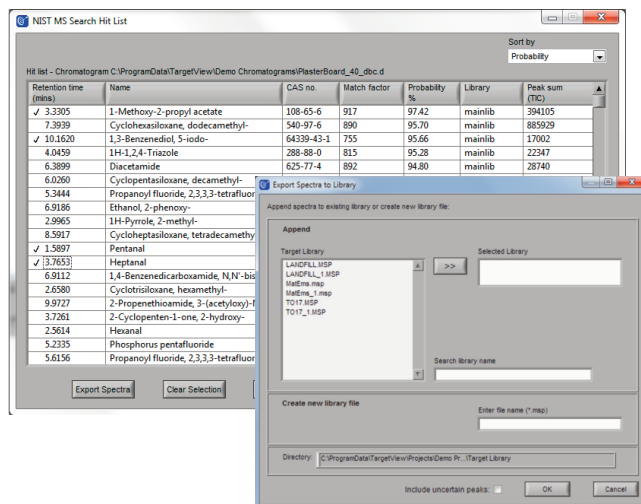 NIST MS Search Hit List
Sort by
Probability
Hit list - Chromatogram C:\ProgramData\TargetView\Demo Chromatograms\PlasterBoard_40_dbc.d
Retention time (mins) Name CAS no. Match factor Probability % Library Peak sum (TIC)
✓ 3.3305 1-Methoxy-2-propyl acetate 108-65-6 917 97.42 mainlib 394105
7.3939 Cyclohexasiloxane, dodecamethyl- 540-97-6 890 95.70 mainlib 885929
✓ 10.1620 1,3-Benzenediol, 5-iodo- 64339-43-1 755 95.66 mainlib 17002
4.0459 1H-1,2,4-Triazole 288-88-0 815 95.28 mainlib 22347
6.3899 Diacetamide 625-77-4 892 94.80 mainlib 28740
6.0260 Cyclopentasiloxane, decamethyl-
5.3444 Propanoyl fluoride, 2,3,3,3-tetrafluor
6.9186 Ethanol, 2-phenoxy-
2.9965 1H-Pyrrole, 2-methyl-
8.5917 Cycloheptasiloxane, tetradecamethy
✓ 1.5897 Pentanal
✓ 3.7653 Heptanal
6.9112 1,4-Benzenedicarboxamide, N,N'-bis
2.6580 Cyclotrisiloxane, hexamethyl-
9.9727 2-Propenethioamide, 3-(acetyloxy)-
3.7261 2-Cyclopenten-1-one, 2-hydroxy-
2.5614 Hexanal
5.2335 Phosphorus pentafluoride
5.6156 Propanoyl fluoride, 2,3,3,3-tetrafluor
Export Spectra Clear Selection
Export Spectra to Library
Append spectra to existing library or create new library file:
Append
Target Library Selected Library
LANDFILL.MSP
LANDFILL_1.MSP
MatEms.msp
MatEms_1.msp
TO17.MSP
TO17_1.MSP
>>
Search library name
Create new library file
Enter file name (*.msp)
Directory: C:\ProgramData\TargetView\Projects\Demo Pr...\Target Library
Include uncertain peaks: OK Cancel